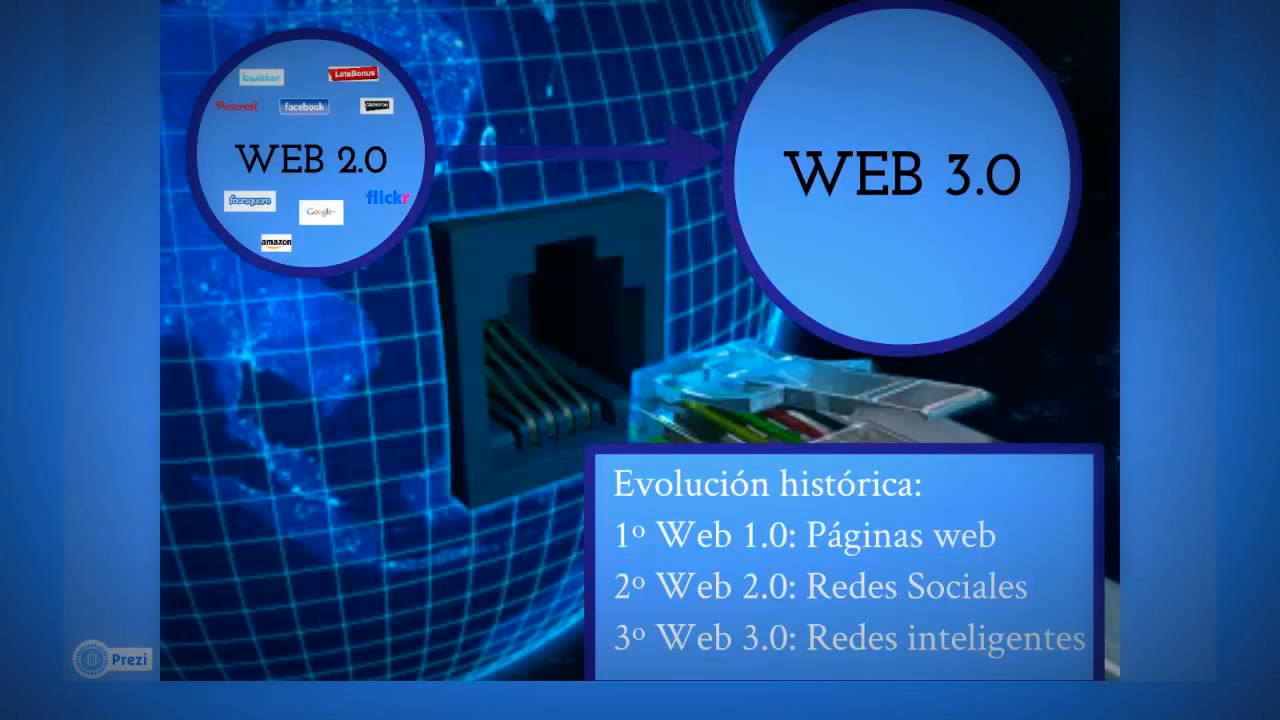 twitter
LetsBonus
Pinterest
facebook
GROUPON
WEB 2.0
foursquare
Google+
flickr
amazon
WEB 3.0
Evolución histórica:
1º Web 1.0: Páginas web
2º Web 2.0: Redes Sociales
3º Web 3.0: Redes inteligentes
Prezi